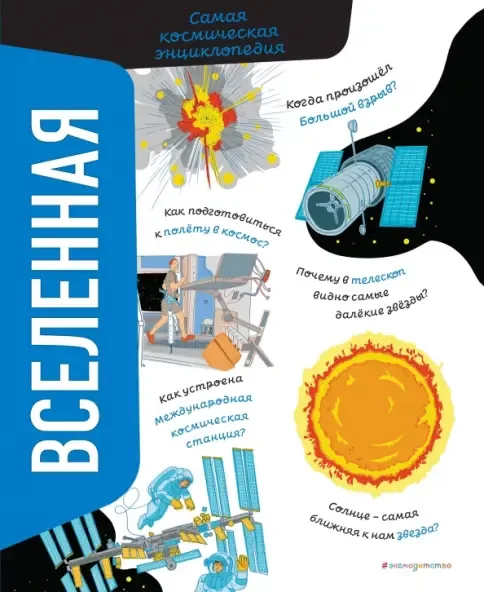 Самая
космическая
энциклопедия
ВСЕЛЕННАЯ
Когда произошёл
Большой взрыв?
Как подготовиться
к полёту в космос?
Почему в телескоп
видно самые
далёкие звёзды?
Как устроена
Международная
космическая
станция?
Солнце – самая
ближняя к нам звезда?
#эксмодетство